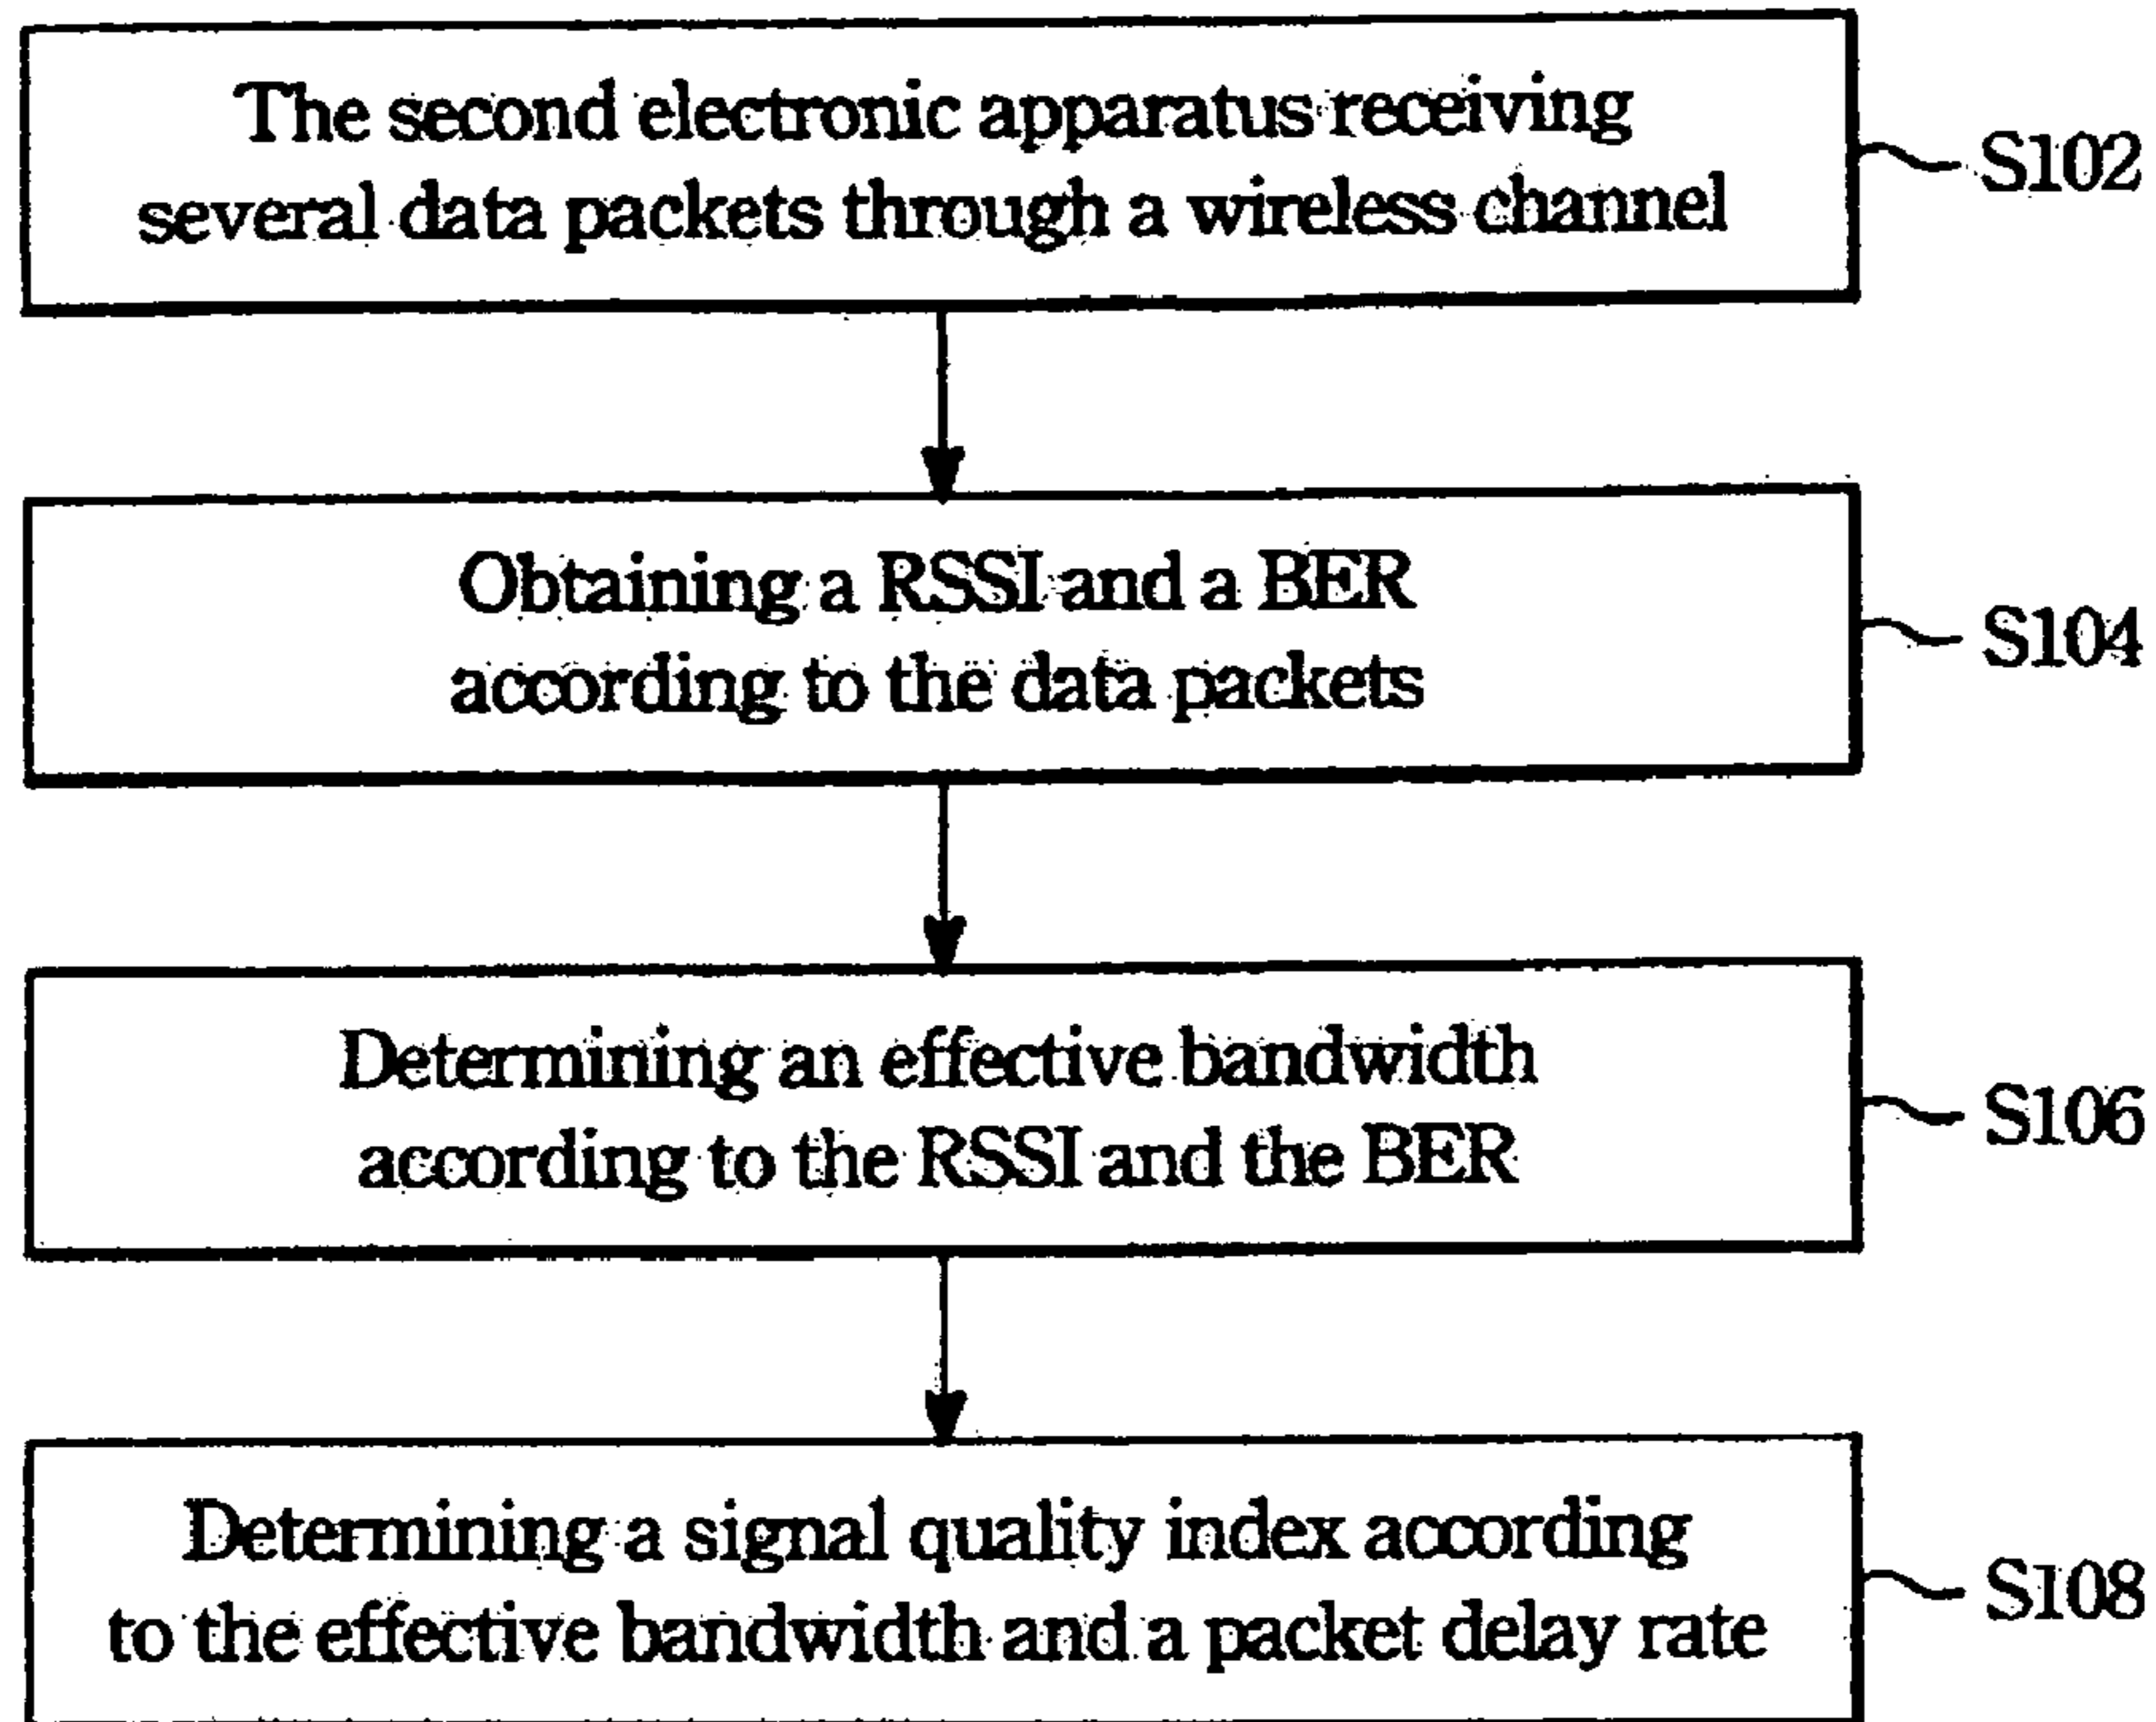 The second electronic apparatus receiving
several data packets through a wireless channel
S102
Obtaining a RSSI and a BER
according to the data packets
S104
Determining an effective bandwidth
according to the RSSI and the BER
S106
Determining a signal quality index according
to the effective bandwidth and a packet delay rate
S108